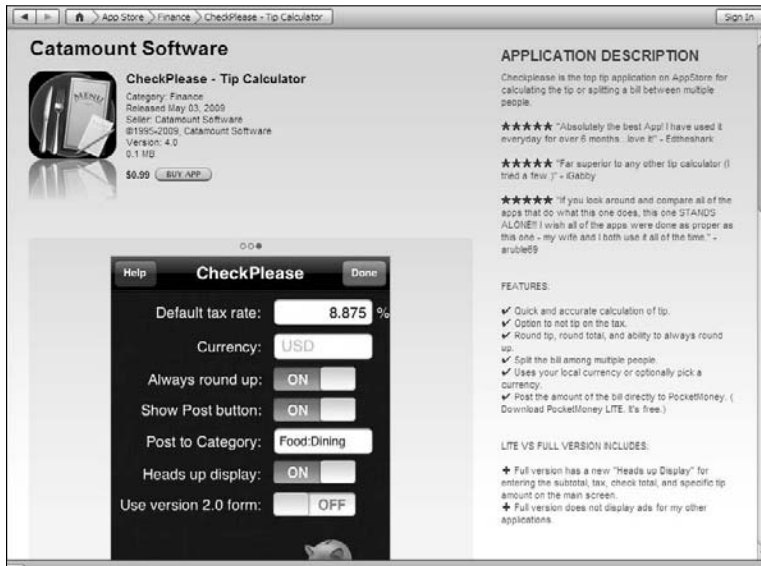 App Store Finance CheckPlease - Tip Calculator
Sign In
Catamount Software
CheckPlease - Tip Calculator
Category: Finance
Released May 03, 2009
Seller: Catamount Software
©1995-2009, Catamount Software
Version: 4.0
0.1 MB
$0.99 BUY APP
MENU
Help CheckPlease Done
Default tax rate: 8.875 %
Currency: USD
Always round up: ON
Show Post button: ON
Post to Category: Food:Dining
Heads up display: ON
Use version 2.0 form: OFF
APPLICATION DESCRIPTION
Checkplease is the top tip application on AppStore for
calculating the tip or splitting a bill between multiple
people.
★★★★★ "Absolutely the best App! I have used it
everyday for over 6 months...love it!" - Edtheshark
★★★★★ "Far superior to any other tip calculator (I
tried a few.)" - iGabby
★★★★★ "If you look around and compare all of the
apps that do what this one does, this one STANDS
ALONE!!! I wish all of the apps were done as proper as
this one - my wife and I both use it all of the time." -
aruble69
FEATURES:
✔ Quick and accurate calculation of tip.
✔ Option to not tip on the tax.
✔ Round tip, round total, and ability to always round
up.
✔ Split the bill among multiple people.
✔ Uses your local currency or optionally pick a
currency.
✔ Post the amount of the bill directly to PocketMoney. (
Download PocketMoney LITE. It's free.)
LITE VS FULL VERSION INCLUDES:
✚ Full version has a new "Heads up Display" for
entering the subtotal, tax, check total, and specific tip
amount on the main screen.
✚ Full version does not display ads for my other
applications.